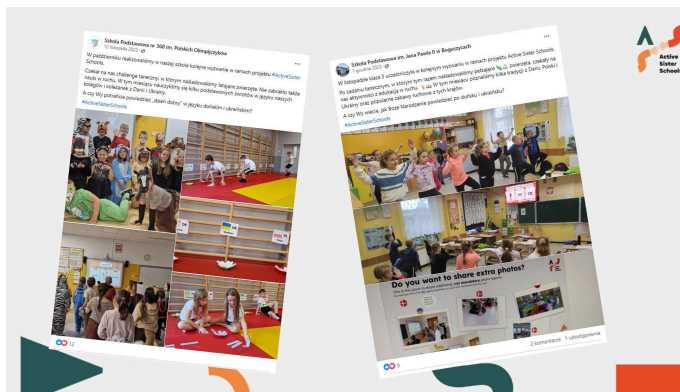 Szkoła Podstawowa nr 368 im. Polskich Olimpijczyków
12 listopada 2023
W październiku realizowaliśmy w naszej szkole kolejne wyzwanie w ramach projektu #ActiveSister
Schools.
Czekał na nas challenge taneczny, w którym naśladowaliśmy latające zwierzęta. Nie zabrakło także
nauki w ruchu. W tym miesiącu nauczyliśmy się kilku podstawowych zwrotów w języku naszych
kolegów i koleżanek z Danii i Ukrainy.
A czy Wy potraficie powiedzieć „dzień dobry” w języku duńskim i ukraińskim?
#ActiveSisterSchools
12
Szkoła Podstawowa im. Jana Pawła II w Bogoszycach
1 grudnia 2023
W listopadzie klasa 3 uczestniczyła w kolejnym wyzwaniu w ramach projektu Active Sister Schools.
Po zadaniu tanecznym, w którym tym razem naśladowaliśmy pełzające zwierzęta, czekały na
nas aktywności z edukacją w ruchu. W tym miesiącu poznaliśmy kilka tradycji z Danii, Polski i
Ukrainy oraz popularne zabawy ruchowe z tych krajów.
A czy Wy wiecie, jak Boże Narodzenie powiedzieć po duńsku i ukraińsku?
#ActiveSisterSchools
Do you want to share extra photos?
9
2 komentarze 1 udostępnienie
Active
Sister
Schools